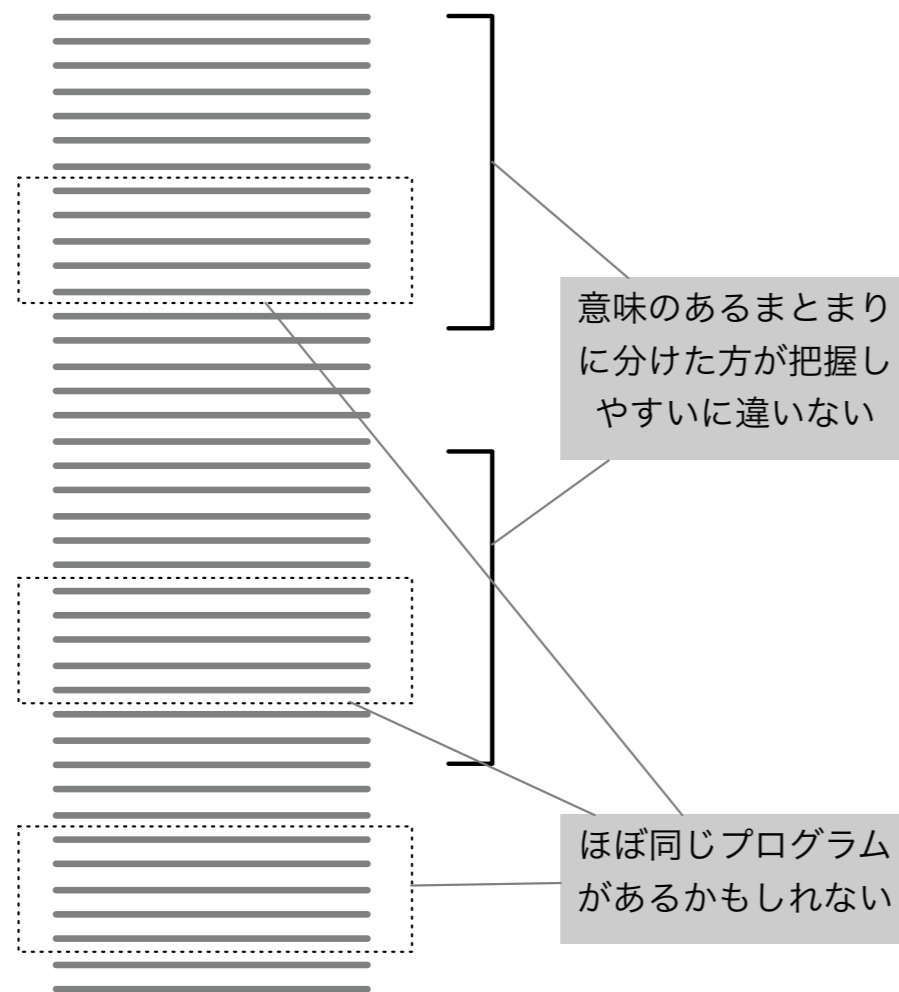 意味のあるまとまり
に分けた方が把握し
やすいに違いない
ほぼ同じプログラム
があるかもしれない